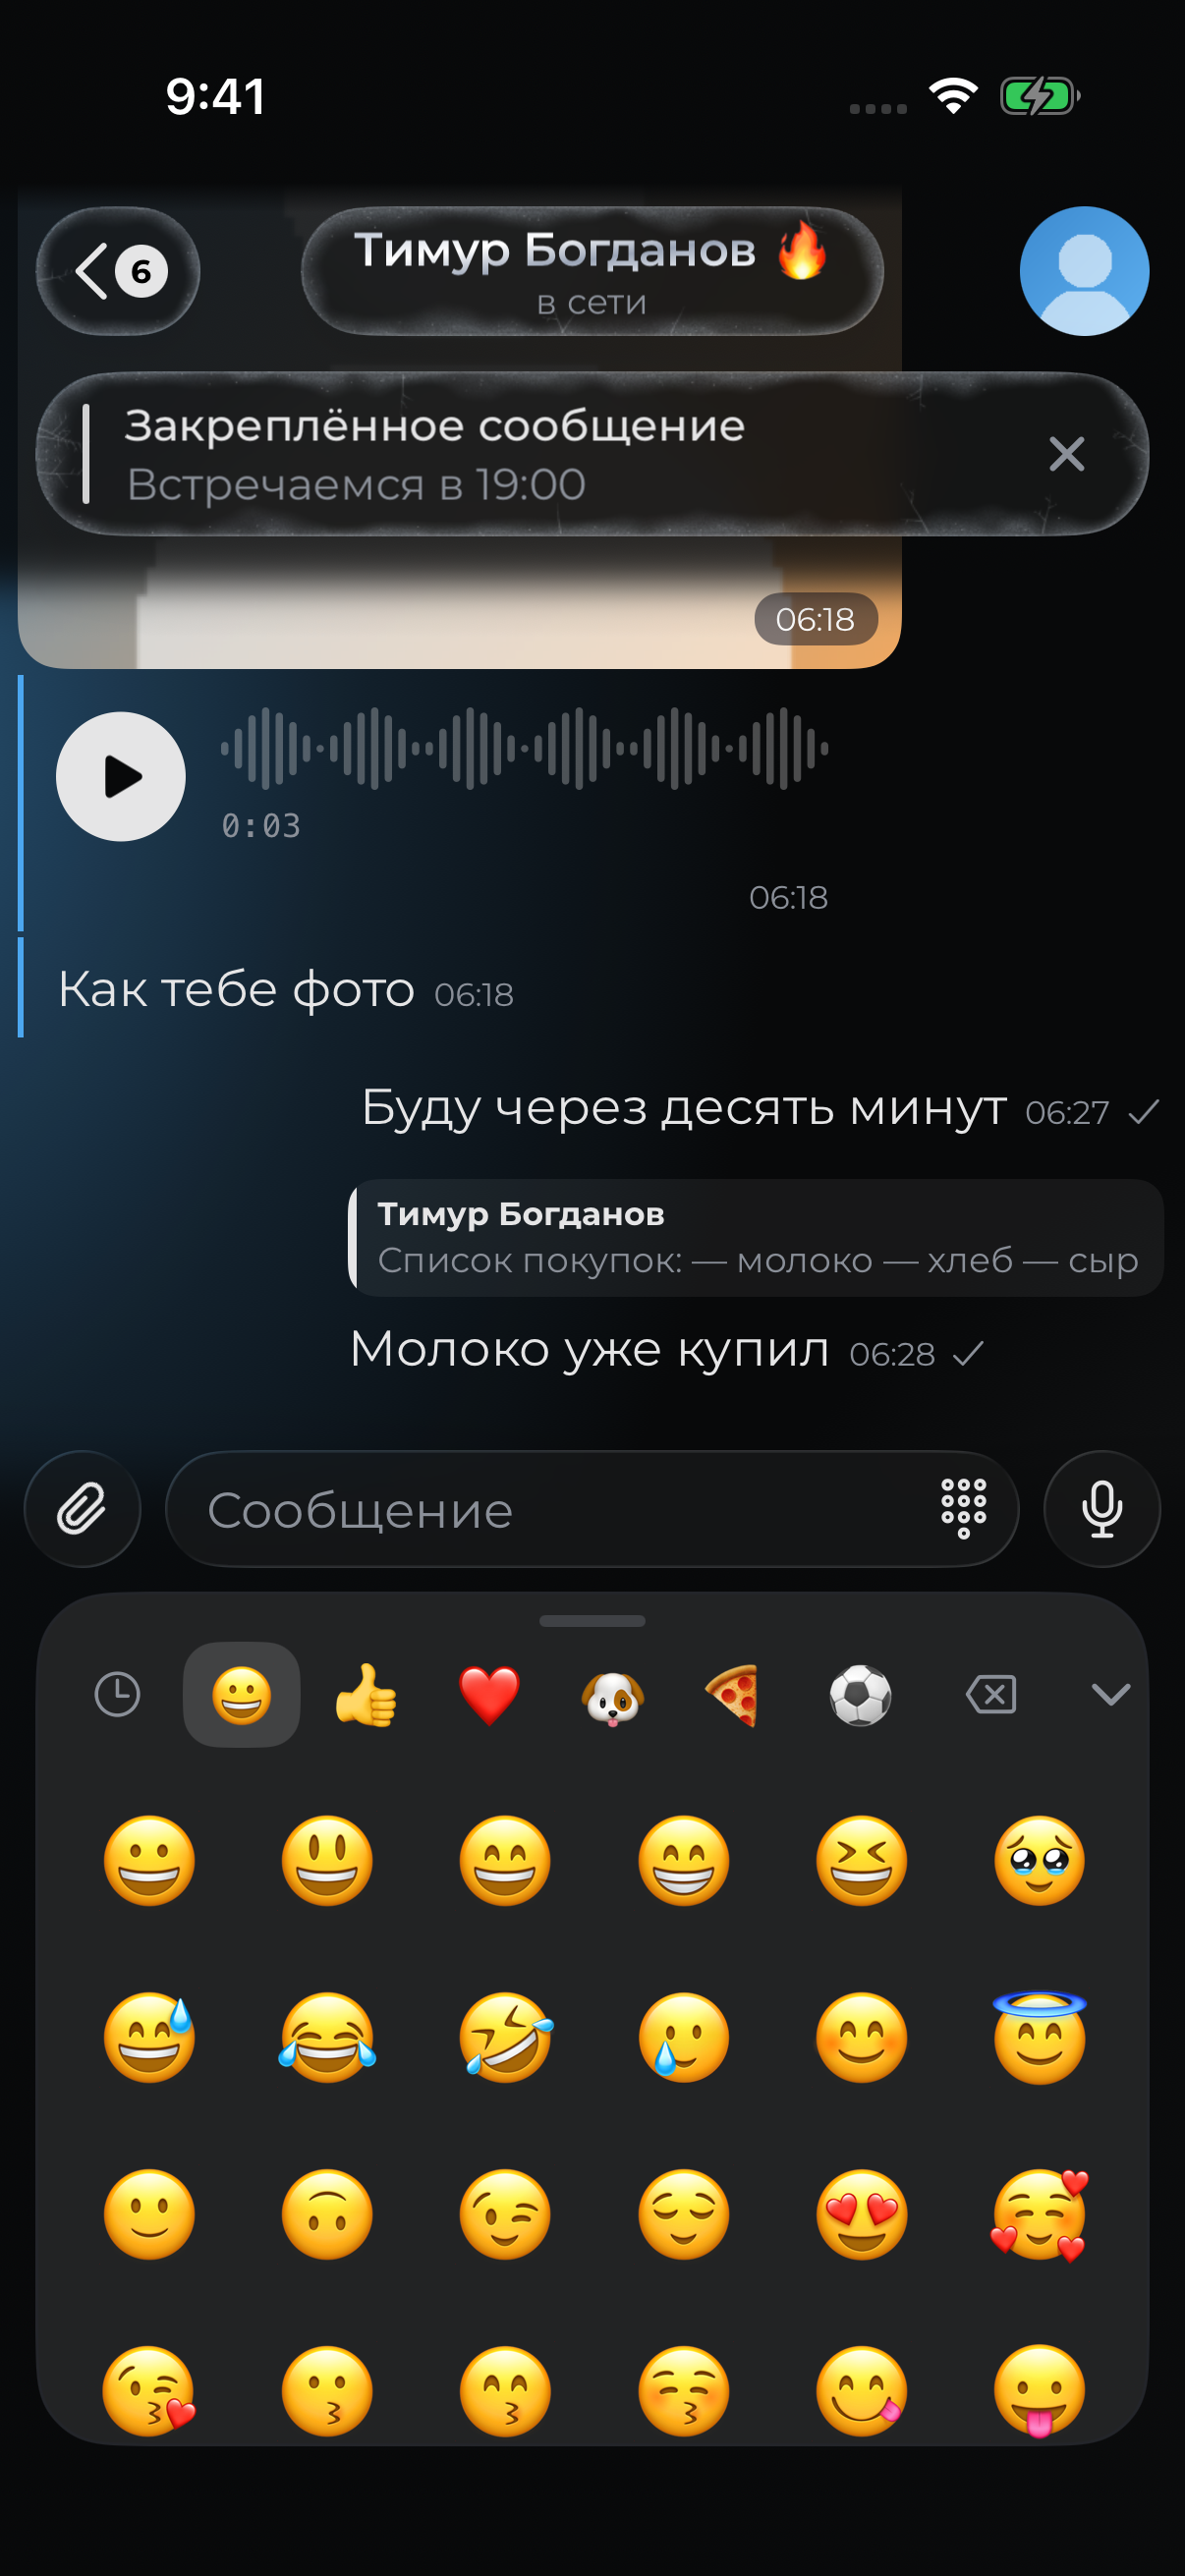 9:41
6
Тимур Богданов 🔥
в сети
Закреплённое сообщение
Встречаемся в 19:00
06:18
0:03
06:18
Как тебе фото 06:18
Буду через десять минут 06:27
Тимур Богданов
Список покупок: — молоко — хлеб — сыр
Молоко уже купил 06:28
Сообщение